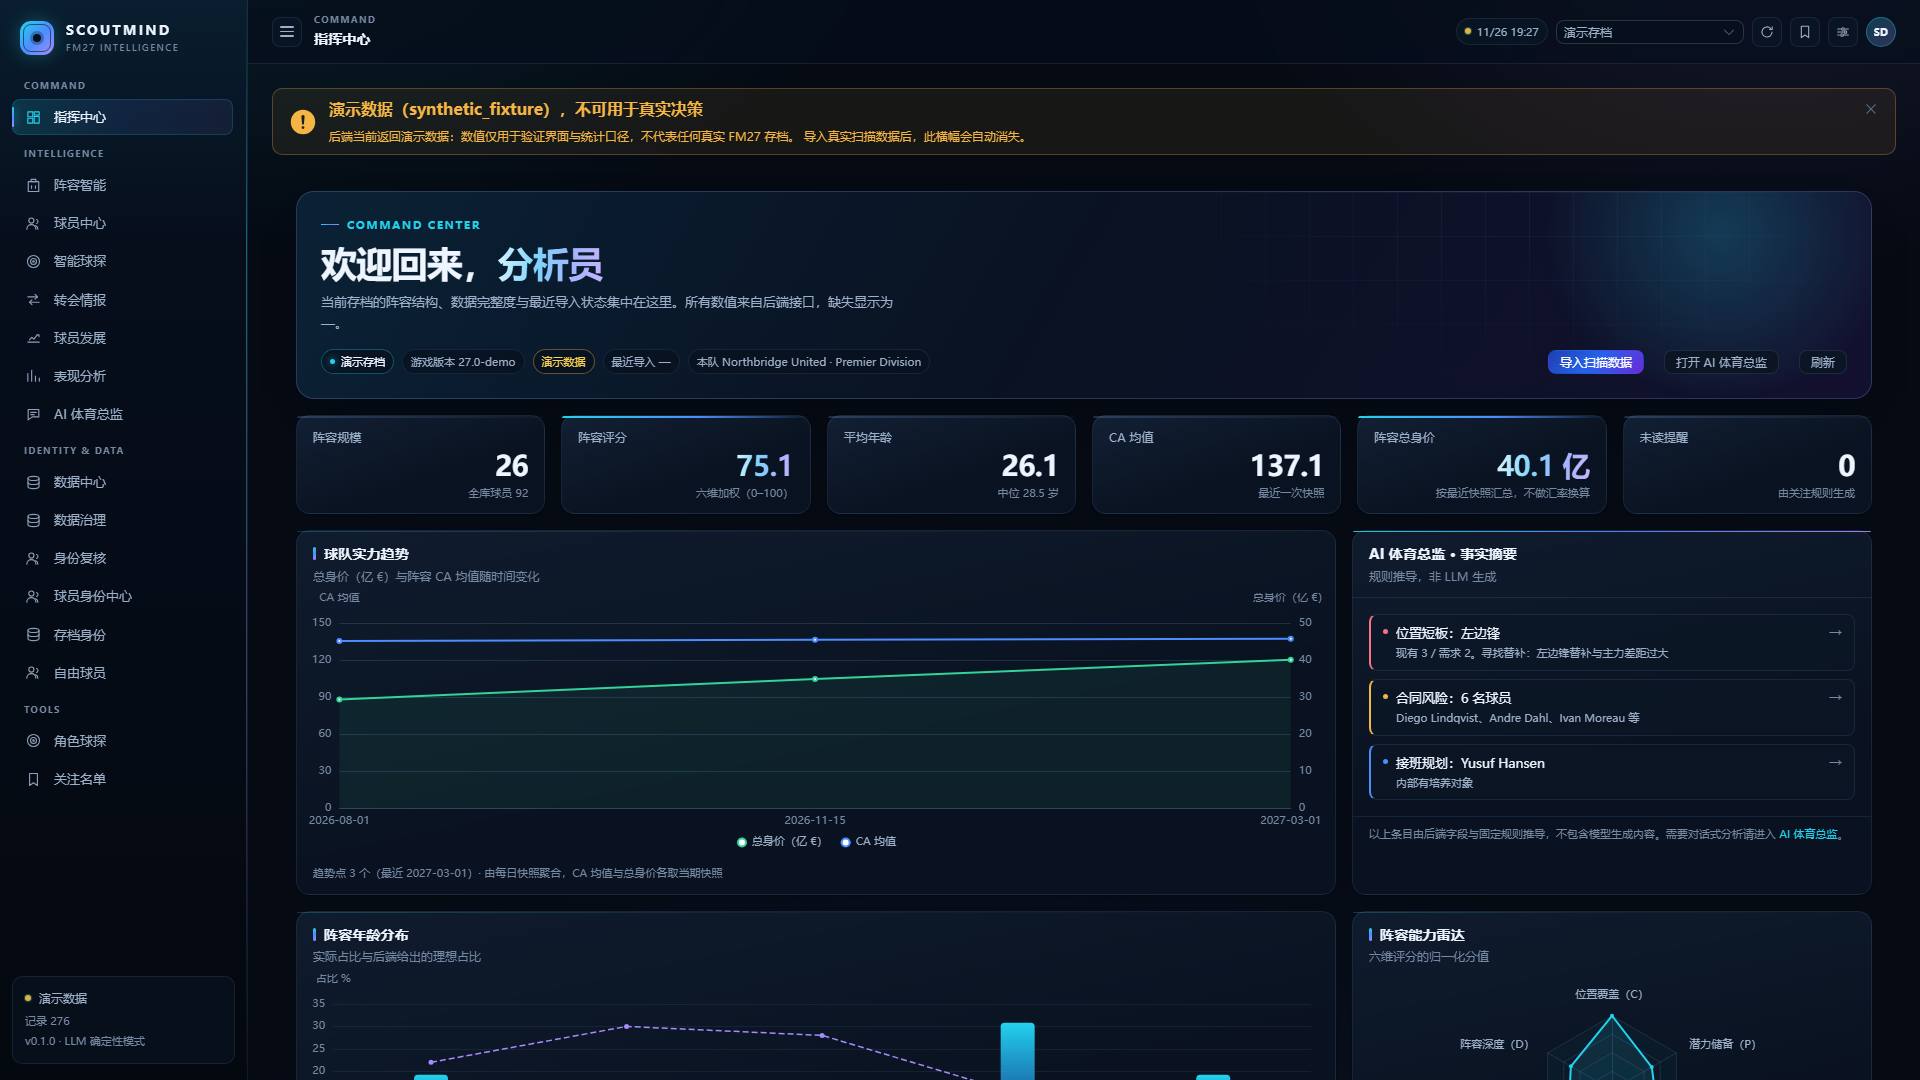 SCOUTMIND
FM27 INTELLIGENCE
COMMAND
指挥中心
INTELLIGENCE
阵容智能
球员中心
智能球探
转会情报
球员发展
表现分析
AI 体育总监
IDENTITY & DATA
数据中心
数据治理
身份复核
球员身份中心
存档身份
自由球员
TOOLS
角色球探
关注名单
演示数据
记录 276
v0.1.0 · LLM 确定性模式
COMMAND
指挥中心
11/26 19:27
演示存档
SD
演示数据（synthetic_fixture），不可用于真实决策
后端当前返回演示数据：数值仅用于验证界面与统计口径，不代表任何真实 FM27 存档。 导入真实扫描数据后，此横幅会自动消失。
COMMAND CENTER
欢迎回来，分析员
当前存档的阵容结构、数据完整度与最近导入状态集中在这里。所有数值来自后端接口，缺失显示为
—。
演示存档
游戏版本 27.0-demo
演示数据
最近导入 —
本队 Northbridge United · Premier Division
导入扫描数据
打开 AI 体育总监
刷新
阵容规模
26
全库球员 92
阵容评分
75.1
六维加权（0–100）
平均年龄
26.1
中位 28.5 岁
CA 均值
137.1
最近一次快照
阵容总身价
40.1 亿
按最近快照汇总，不做汇率换算
未读提醒
0
由关注规则生成
球队实力趋势
总身价（亿 €）与阵容 CA 均值随时间变化
CA 均值
总身价（亿 €）
150
120
90
60
30
0
50
40
30
20
10
0
2026-08-01
2026-11-15
2027-03-01
总身价（亿 €）
CA 均值
趋势点 3 个（最近 2027-03-01）· 由每日快照聚合，CA 均值与总身价各取当期快照
AI 体育总监 • 事实摘要
规则推导，非 LLM 生成
位置短板：左边锋
→
现有 3 / 需求 2。寻找替补：左边锋替补与主力差距过大
合同风险：6 名球员
→
Diego Lindqvist、Andre Dahl、Ivan Moreau 等
接班规划：Yusuf Hansen
→
内部有培养对象
以上条目由后端字段与固定规则推导，不包含模型生成内容。需要对话式分析请进入 AI 体育总监。
阵容年龄分布
实际占比与后端给出的理想占比
占比 %
35
30
25
20
阵容能力雷达
六维评分的归一化分值
位置覆盖（C）
阵容深度（D）
潜力储备（P）